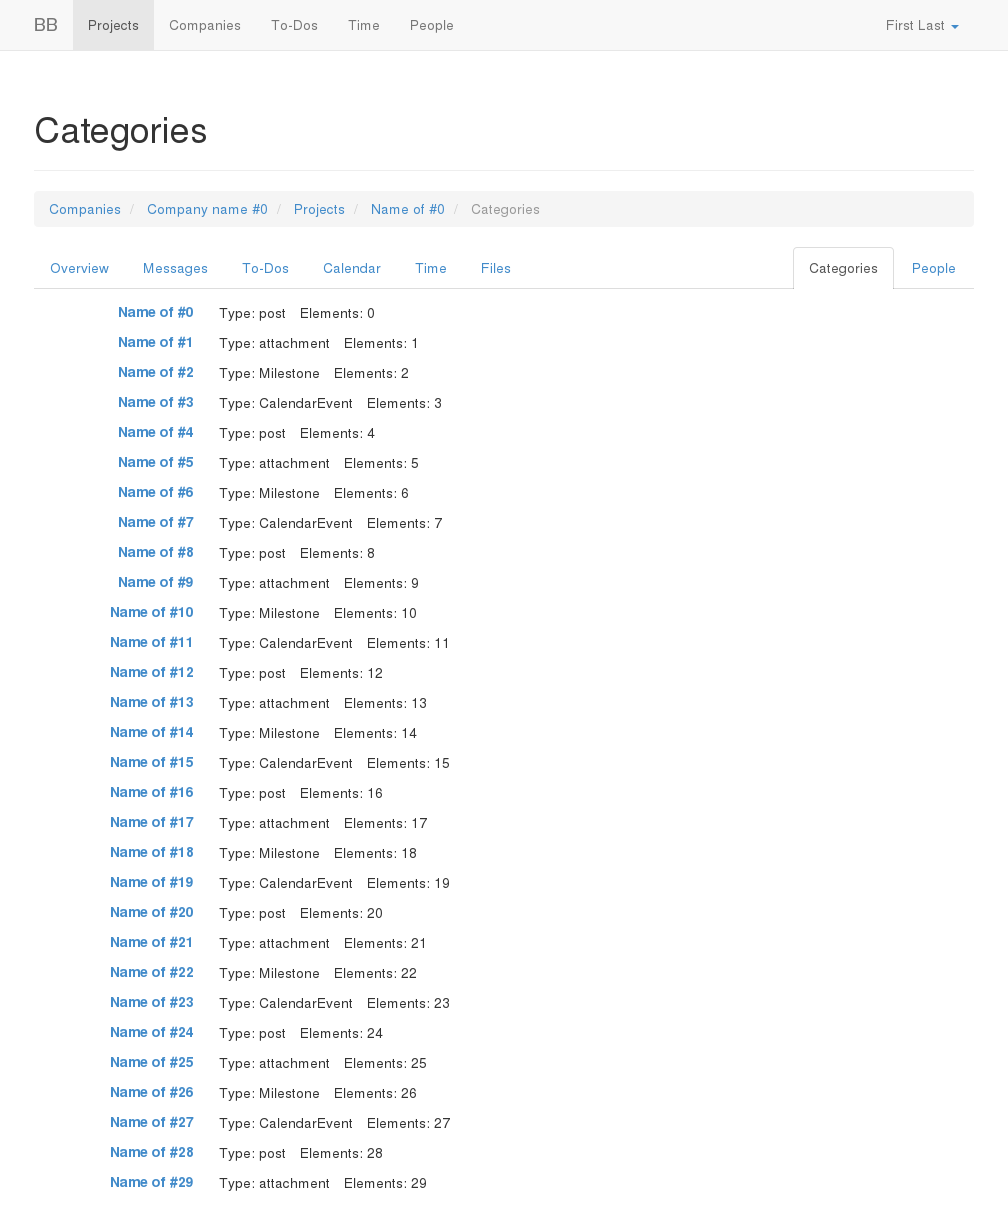 BB Projects Companies To-Dos Time People First Last
Categories
Companies / Company name #0 / Projects / Name of #0 / Categories
Overview Messages To-Dos Calendar Time Files Categories People
Name of #0 Type: post Elements: 0
Name of #1 Type: attachment Elements: 1
Name of #2 Type: Milestone Elements: 2
Name of #3 Type: CalendarEvent Elements: 3
Name of #4 Type: post Elements: 4
Name of #5 Type: attachment Elements: 5
Name of #6 Type: Milestone Elements: 6
Name of #7 Type: CalendarEvent Elements: 7
Name of #8 Type: post Elements: 8
Name of #9 Type: attachment Elements: 9
Name of #10 Type: Milestone Elements: 10
Name of #11 Type: CalendarEvent Elements: 11
Name of #12 Type: post Elements: 12
Name of #13 Type: attachment Elements: 13
Name of #14 Type: Milestone Elements: 14
Name of #15 Type: CalendarEvent Elements: 15
Name of #16 Type: post Elements: 16
Name of #17 Type: attachment Elements: 17
Name of #18 Type: Milestone Elements: 18
Name of #19 Type: CalendarEvent Elements: 19
Name of #20 Type: post Elements: 20
Name of #21 Type: attachment Elements: 21
Name of #22 Type: Milestone Elements: 22
Name of #23 Type: CalendarEvent Elements: 23
Name of #24 Type: post Elements: 24
Name of #25 Type: attachment Elements: 25
Name of #26 Type: Milestone Elements: 26
Name of #27 Type: CalendarEvent Elements: 27
Name of #28 Type: post Elements: 28
Name of #29 Type: attachment Elements: 29